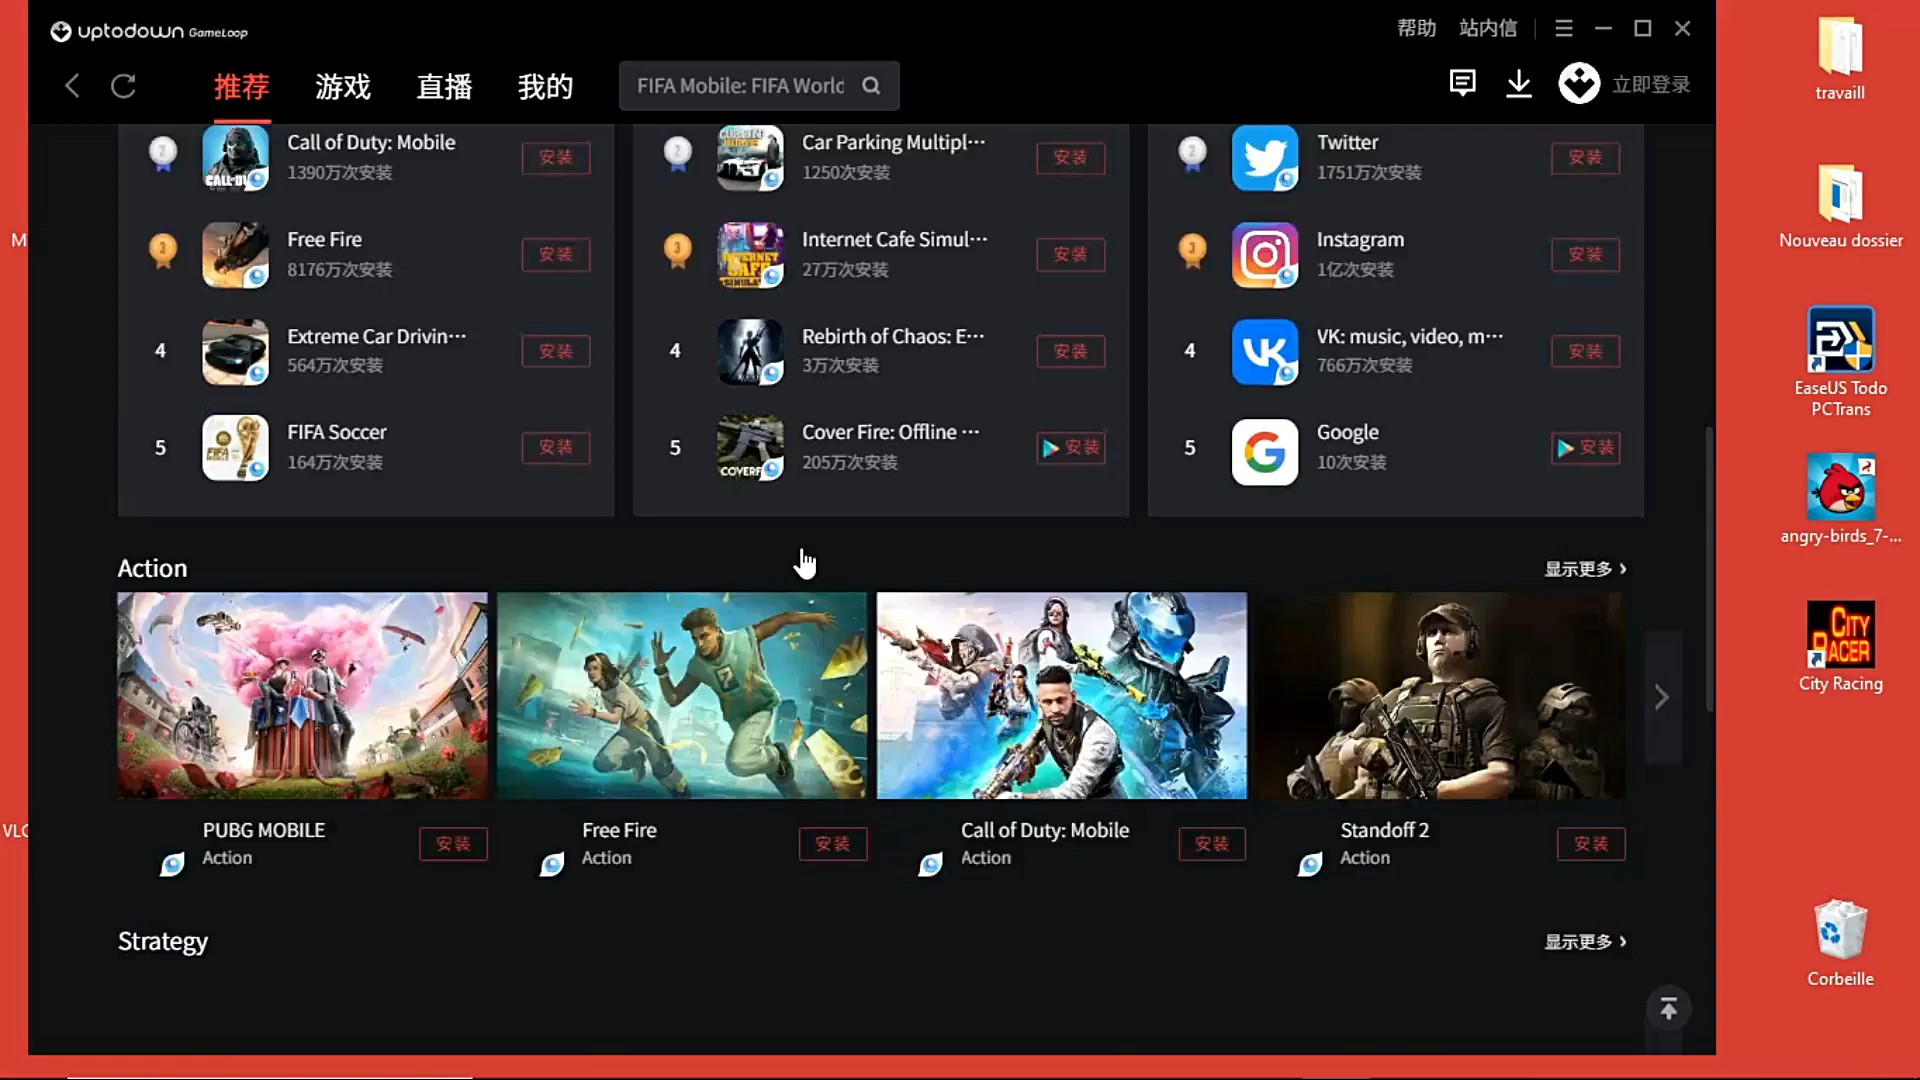 uptodown GameLoop
帮助 站内信
推荐 游戏 直播 我的
FIFA Mobile: FIFA World
立即登录
2 Call of Duty: Mobile
1390万次安装
安装
3 Free Fire
8176万次安装
安装
4 Extreme Car Drivin···
564万次安装
安装
5 FIFA Soccer
164万次安装
安装
2 Car Parking Multipl···
1250次安装
安装
3 Internet Cafe Simul···
27万次安装
安装
4 Rebirth of Chaos: E···
3万次安装
安装
5 Cover Fire: Offline ···
205万次安装
安装
2 Twitter
1751万次安装
安装
3 Instagram
1亿次安装
安装
4 VK: music, video, m···
766万次安装
安装
5 Google
10次安装
安装
Action
显示更多
PUBG MOBILE
Action
安装
Free Fire
Action
安装
Call of Duty: Mobile
Action
安装
Standoff 2
Action
安装
Strategy
显示更多
travaill
Nouveau dossier
EaseUS Todo
PCTrans
angry-birds_7-...
CITY
RACER
City Racing
Corbeille
M
VLC